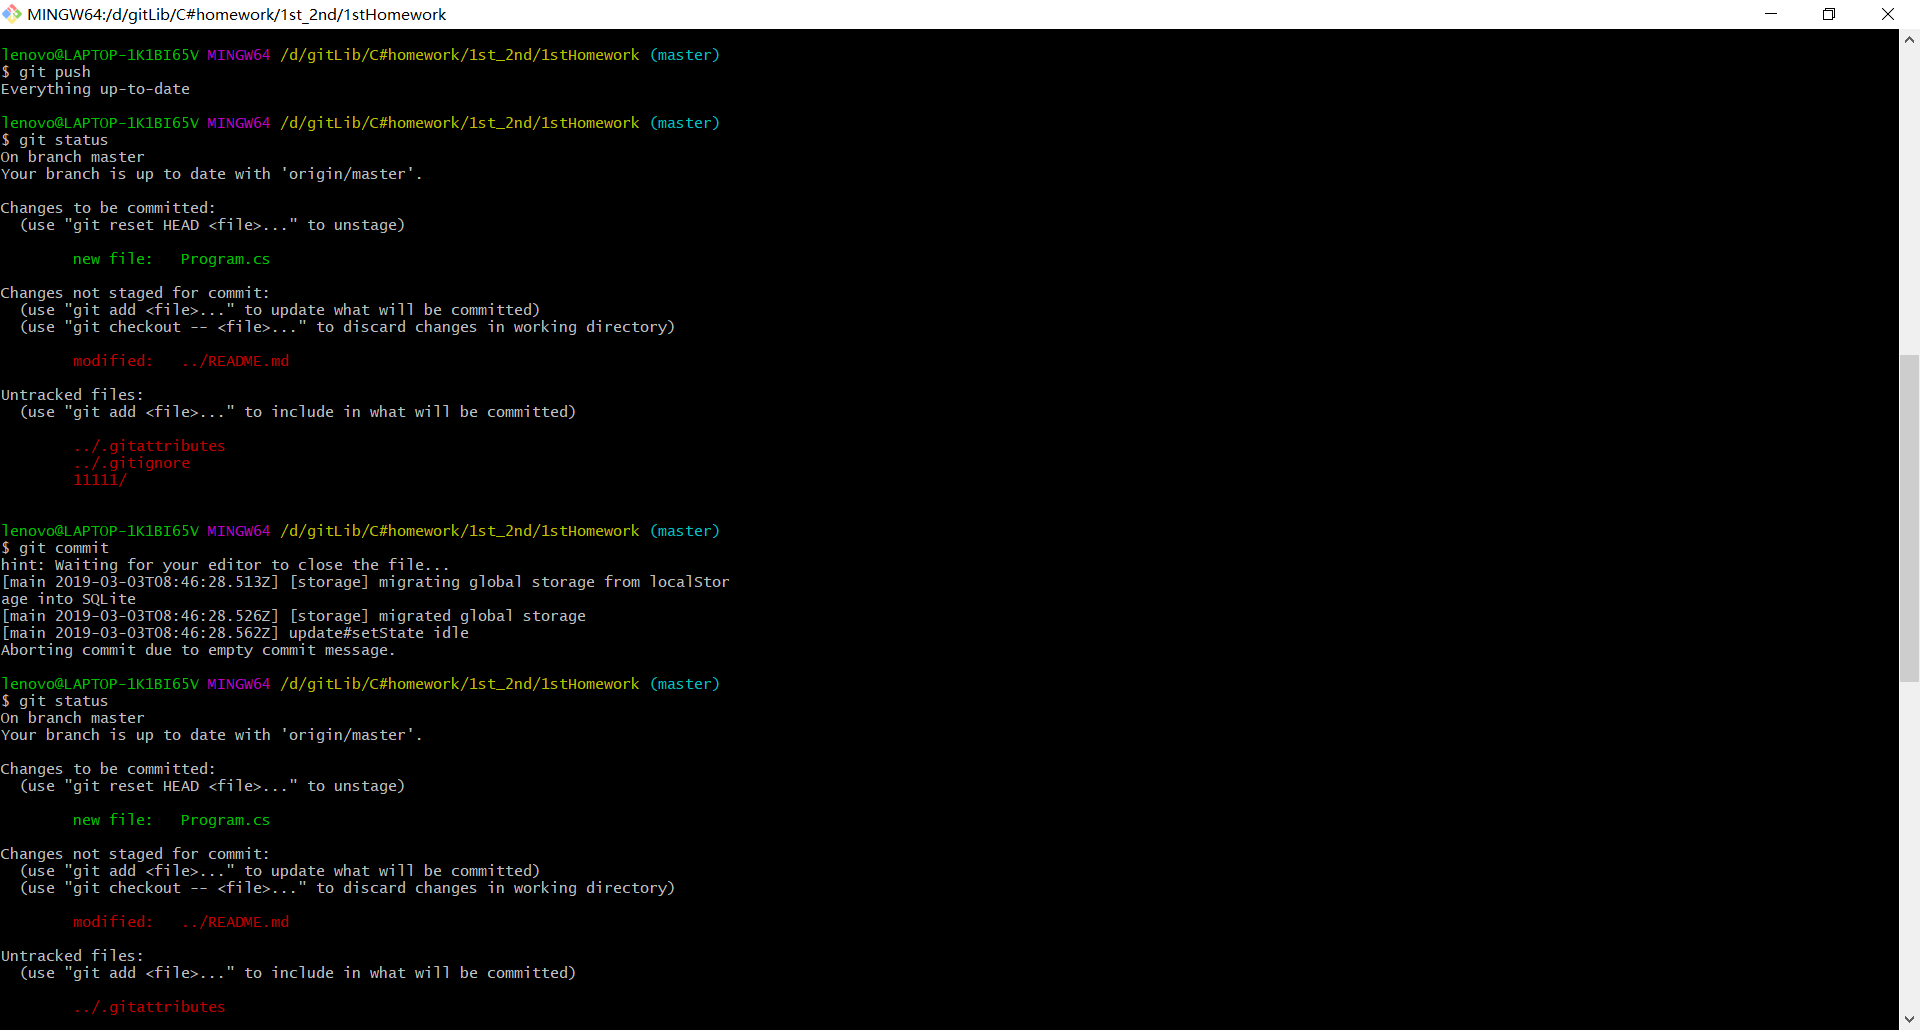 MINGW64:/d/gitLib/C#homework/1st_2nd/1stHomework
lenovo@LAPTOP-1K1BI65V MINGW64 /d/gitLib/C#homework/1st_2nd/1stHomework (master)
$ git push
Everything up-to-date
lenovo@LAPTOP-1K1BI65V MINGW64 /d/gitLib/C#homework/1st_2nd/1stHomework (master)
$ git status
On branch master
Your branch is up to date with 'origin/master'.
Changes to be committed:
(use "git reset HEAD <file>..." to unstage)
new file: Program.cs
Changes not staged for commit:
(use "git add <file>..." to update what will be committed)
(use "git checkout -- <file>..." to discard changes in working directory)
modified: ../README.md
Untracked files:
(use "git add <file>..." to include in what will be committed)
../.gitattributes
../.gitignore
11111/
lenovo@LAPTOP-1K1BI65V MINGW64 /d/gitLib/C#homework/1st_2nd/1stHomework (master)
$ git commit
hint: Waiting for your editor to close the file...
[main 2019-03-03T08:46:28.513Z] [storage] migrating global storage from localStor
age into SQLite
[main 2019-03-03T08:46:28.526Z] [storage] migrated global storage
[main 2019-03-03T08:46:28.562Z] update#setState idle
Aborting commit due to empty commit message.
lenovo@LAPTOP-1K1BI65V MINGW64 /d/gitLib/C#homework/1st_2nd/1stHomework (master)
$ git status
On branch master
Your branch is up to date with 'origin/master'.
Changes to be committed:
(use "git reset HEAD <file>..." to unstage)
new file: Program.cs
Changes not staged for commit:
(use "git add <file>..." to update what will be committed)
(use "git checkout -- <file>..." to discard changes in working directory)
modified: ../README.md
Untracked files:
(use "git add <file>..." to include in what will be committed)
../.gitattributes